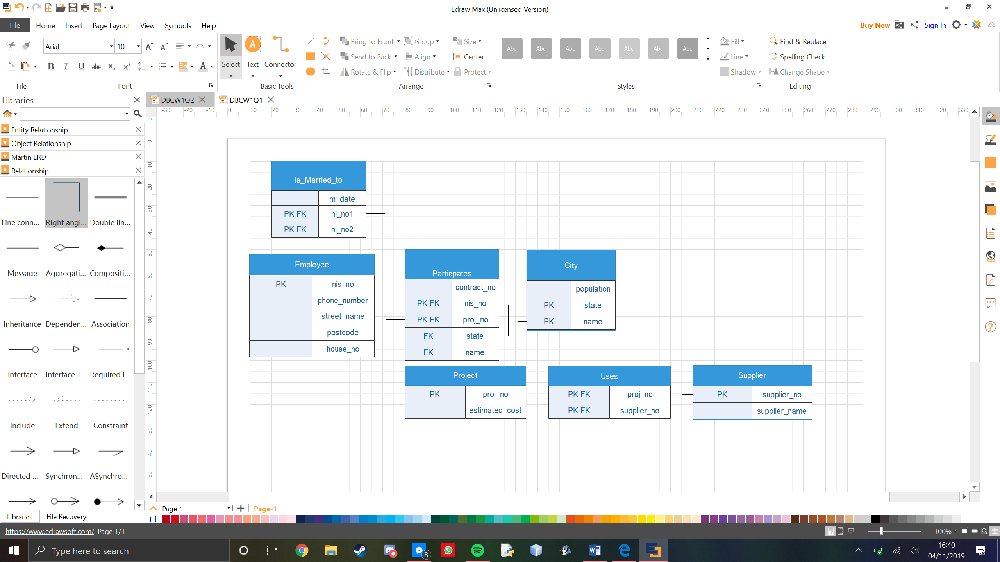 Edraw Max (Unlicensed Version)
File Home Insert Page Layout View Symbols Help
Buy Now Sign In
Arial 10
Select Text Connector
Bring to Front Group Size
Send to Back Align Center
Rotate & Flip Distribute Protect
Abc Abc Abc Abc Abc Abc Abc
Fill
Line
Shadow
Find & Replace
Spelling Check
Change Shape
File Font Basic Tools Arrange Styles Editing
Libraries
DBCW1Q2 DBCW1Q1
-30 -20 -10 0 10 20 30 40 50 60 70 80 90 100 110 120 130 140 150 160 170 180 190 200 210 220 230 240 250 260 270 280 290 300 310 320 330
-10 0 10 20 30 40 50 60 70 80 90 100 110 120 130 140 150
Entity Relationship
Object Relationship
Martin ERD
Relationship
Line conn... Right angl... Double lin...
Message Aggregati... Compositi...
Inheritance Dependen... Association
Interface Interface T... Required I...
Include Extend Constraint
Directed ... Synchron... ASynchro...
Libraries File Recovery
is_Married_to
m_date
PK FK ni_no1
PK FK ni_no2
Employee
PK nis_no
phone_number
street_name
postcode
house_no
Particpates
contract_no
PK FK nis_no
PK FK proj_no
FK state
FK name
City
population
PK state
PK name
Project
PK proj_no
estimated_cost
Uses
PK FK proj_no
PK FK supplier_no
Supplier
PK supplier_no
supplier_name
Page-1 Page-1
Fill
https://www.edrawsoft.com/ Page 1/1
100%
Type here to search
3
16:40
04/11/2019